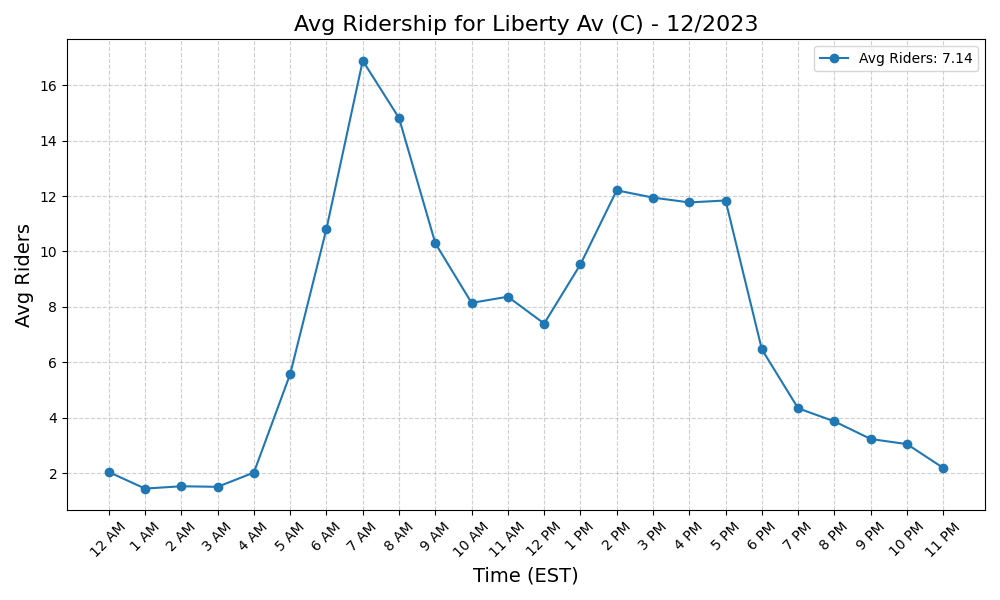 Avg Ridership for Liberty Av (C) - 12/2023
Avg Riders: 7.14
Avg Riders
16
14
12
10
8
6
4
2
12 AM
1 AM
2 AM
3 AM
4 AM
5 AM
6 AM
7 AM
8 AM
9 AM
10 AM
11 AM
12 PM
1 PM
2 PM
3 PM
4 PM
5 PM
6 PM
7 PM
8 PM
9 PM
10 PM
11 PM
Time (EST)